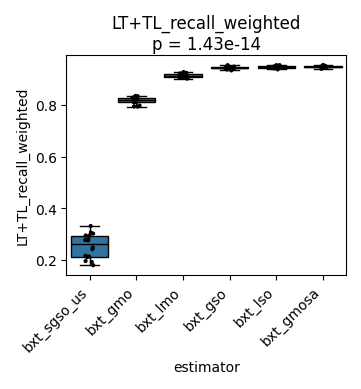 LT+TL_recall_weighted
p = 1.43e-14
LT+TL_recall_weighted
0.8
0.6
0.4
0.2
bxt_sgso_us
bxt_gmo
bxt_lmo
bxt_gso
bxt_lso
bxt_gmosa
estimator